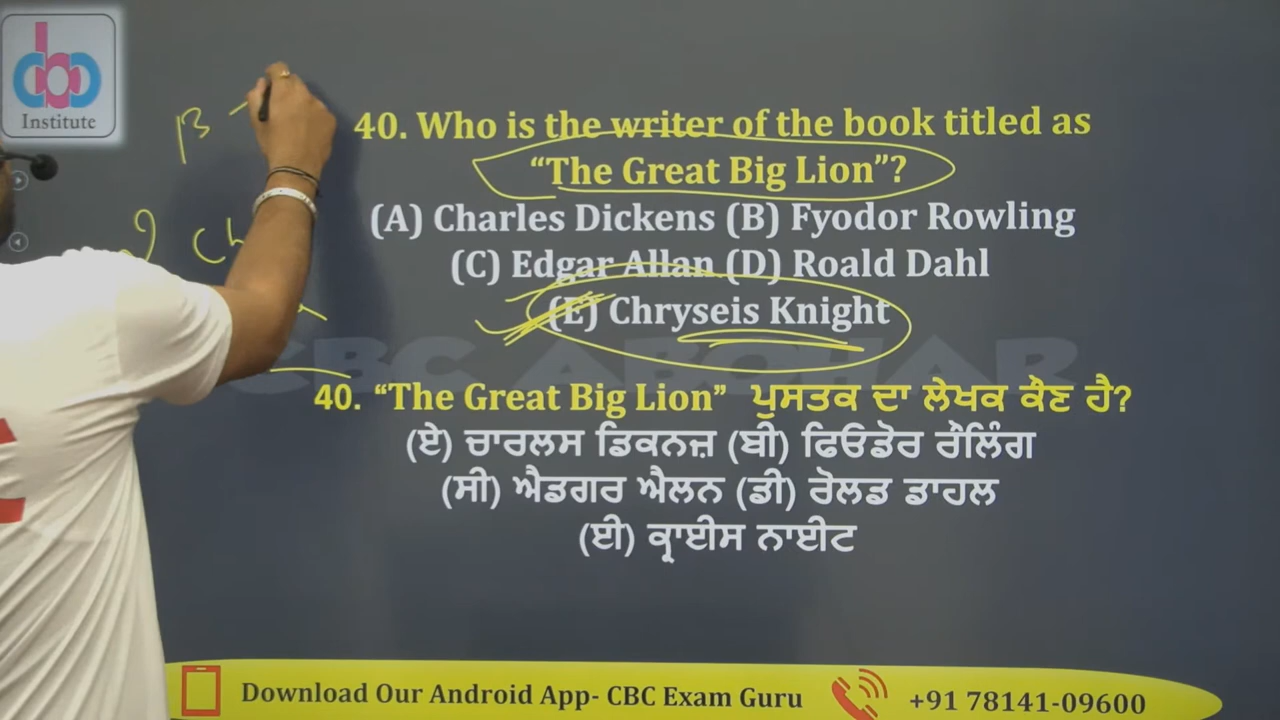 Institute
40. Who is the writer of the book titled as
“The Great Big Lion”?
(A) Charles Dickens (B) Fyodor Rowling
(C) Edgar Allan (D) Roald Dahl
(E) Chryseis Knight
CBC ABOHAR
40. “The Great Big Lion” ਪੁਸਤਕ ਦਾ ਲੇਖਕ ਕੌਣ ਹੈ?
(ਏ) ਚਾਰਲਸ ਡਿਕਨਜ਼ (ਬੀ) ਫਿਓਡੋਰ ਰੌਲਿੰਗ
(ਸੀ) ਐਡਗਰ ਐਲਨ (ਡੀ) ਰੋਲਡ ਡਾਹਲ
(ਈ) ਕ੍ਰਾਈਸ ਨਾਈਟ
Download Our Android App- CBC Exam Guru
+91 78141-09600